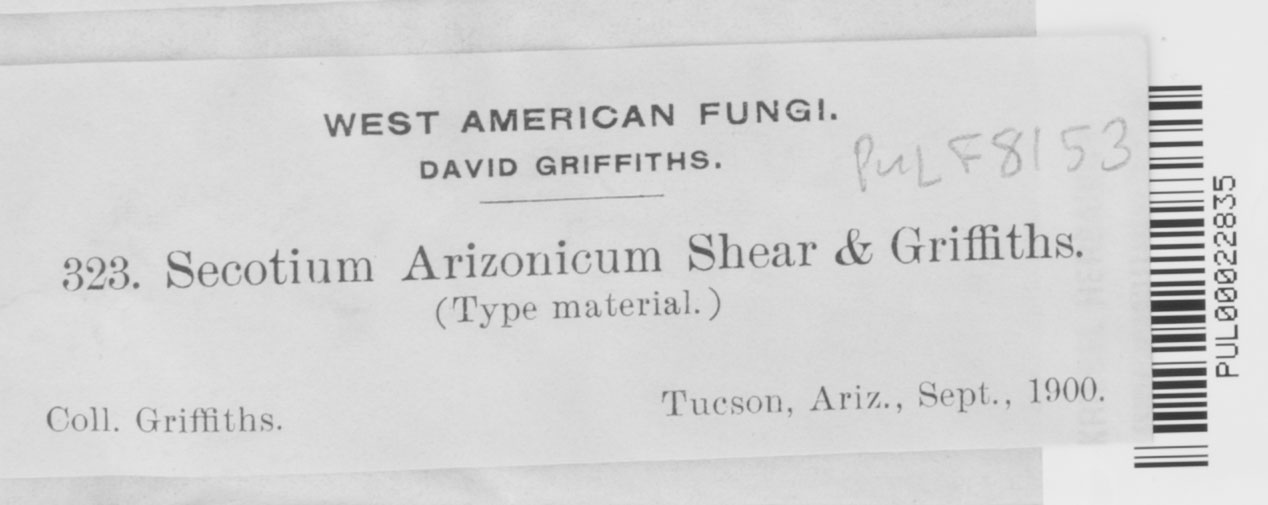 WEST AMERICAN FUNGI.
DAVID GRIFFITHS.
PUL F8153
323. Secotium Arizonicum Shear & Griffiths.
(Type material.)
Coll. Griffiths.
Tucson, Ariz., Sept., 1900.
PUL00022835